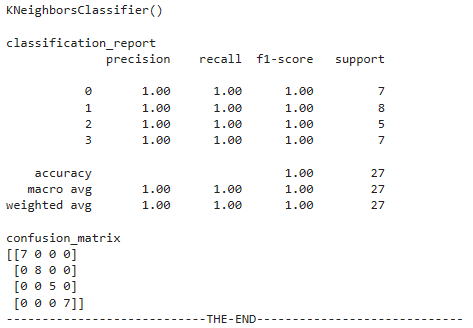 KNeighborsClassifier()
classification_report
precision recall f1-score support
0 1.00 1.00 1.00 7
1 1.00 1.00 1.00 8
2 1.00 1.00 1.00 5
3 1.00 1.00 1.00 7
accuracy 1.00 27
macro avg 1.00 1.00 1.00 27
weighted avg 1.00 1.00 1.00 27
confusion_matrix
[[7 0 0 0]
[0 8 0 0]
[0 0 5 0]
[0 0 0 7]]
----------------------------THE-END-----------------------------